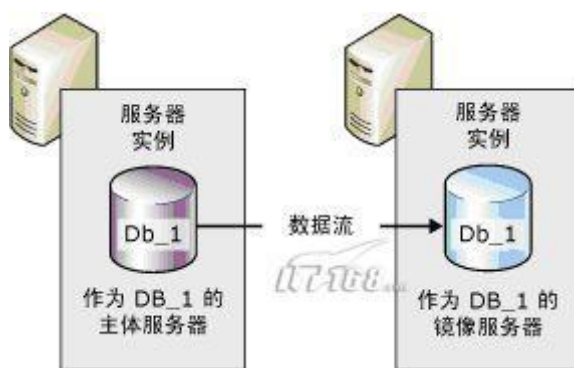 服务器
实例
Db_1
作为 DB_1 的
主体服务器
数据流
IT168.com
服务器
实例
Db_1
作为 DB_1 的
镜像服务器